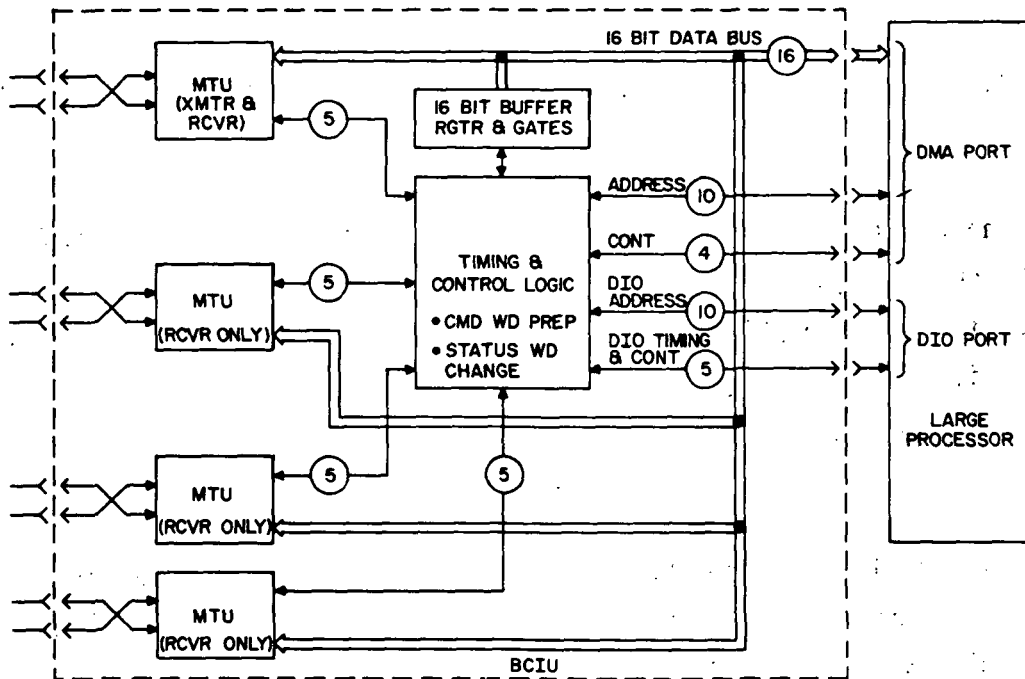 16 BIT DATA BUS
16
MTU
(XMTR &
RCVR)
5
16 BIT BUFFER
RGTR & GATES
DMA PORT
ADDRESS
10
CONT
4
TIMING &
CONTROL LOGIC
• CMD WD PREP
• STATUS WD
CHANGE
MTU
(RCVR ONLY)
5
DIO
ADDRESS
10
DIO TIMING
& CONT
5
DIO PORT
LARGE
PROCESSOR
MTU
(RCVR ONLY)
5
5
MTU
(RCVR ONLY)
BCIU